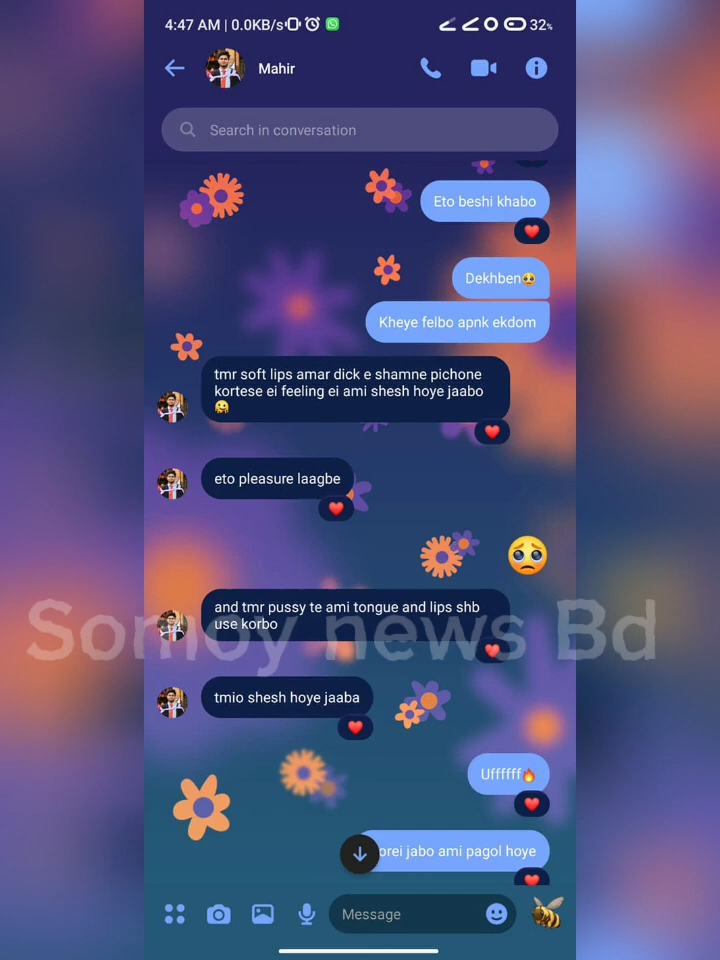 4:47 AM | 0.0KB/s
32%
Mahir
Search in conversation
Eto beshi khabo
Dekhben🥺
Kheye felbo apnk ekdom
tmr soft lips amar dick e shamne pichone
kortese ei feeling ei ami shesh hoye jaabo
🫠
eto pleasure laagbe
🥺
and tmr pussy te ami tongue and lips shb
use korbo
Somoy news Bd
tmio shesh hoye jaaba
Uffffff🔥
orei jabo ami pagol hoye
Message